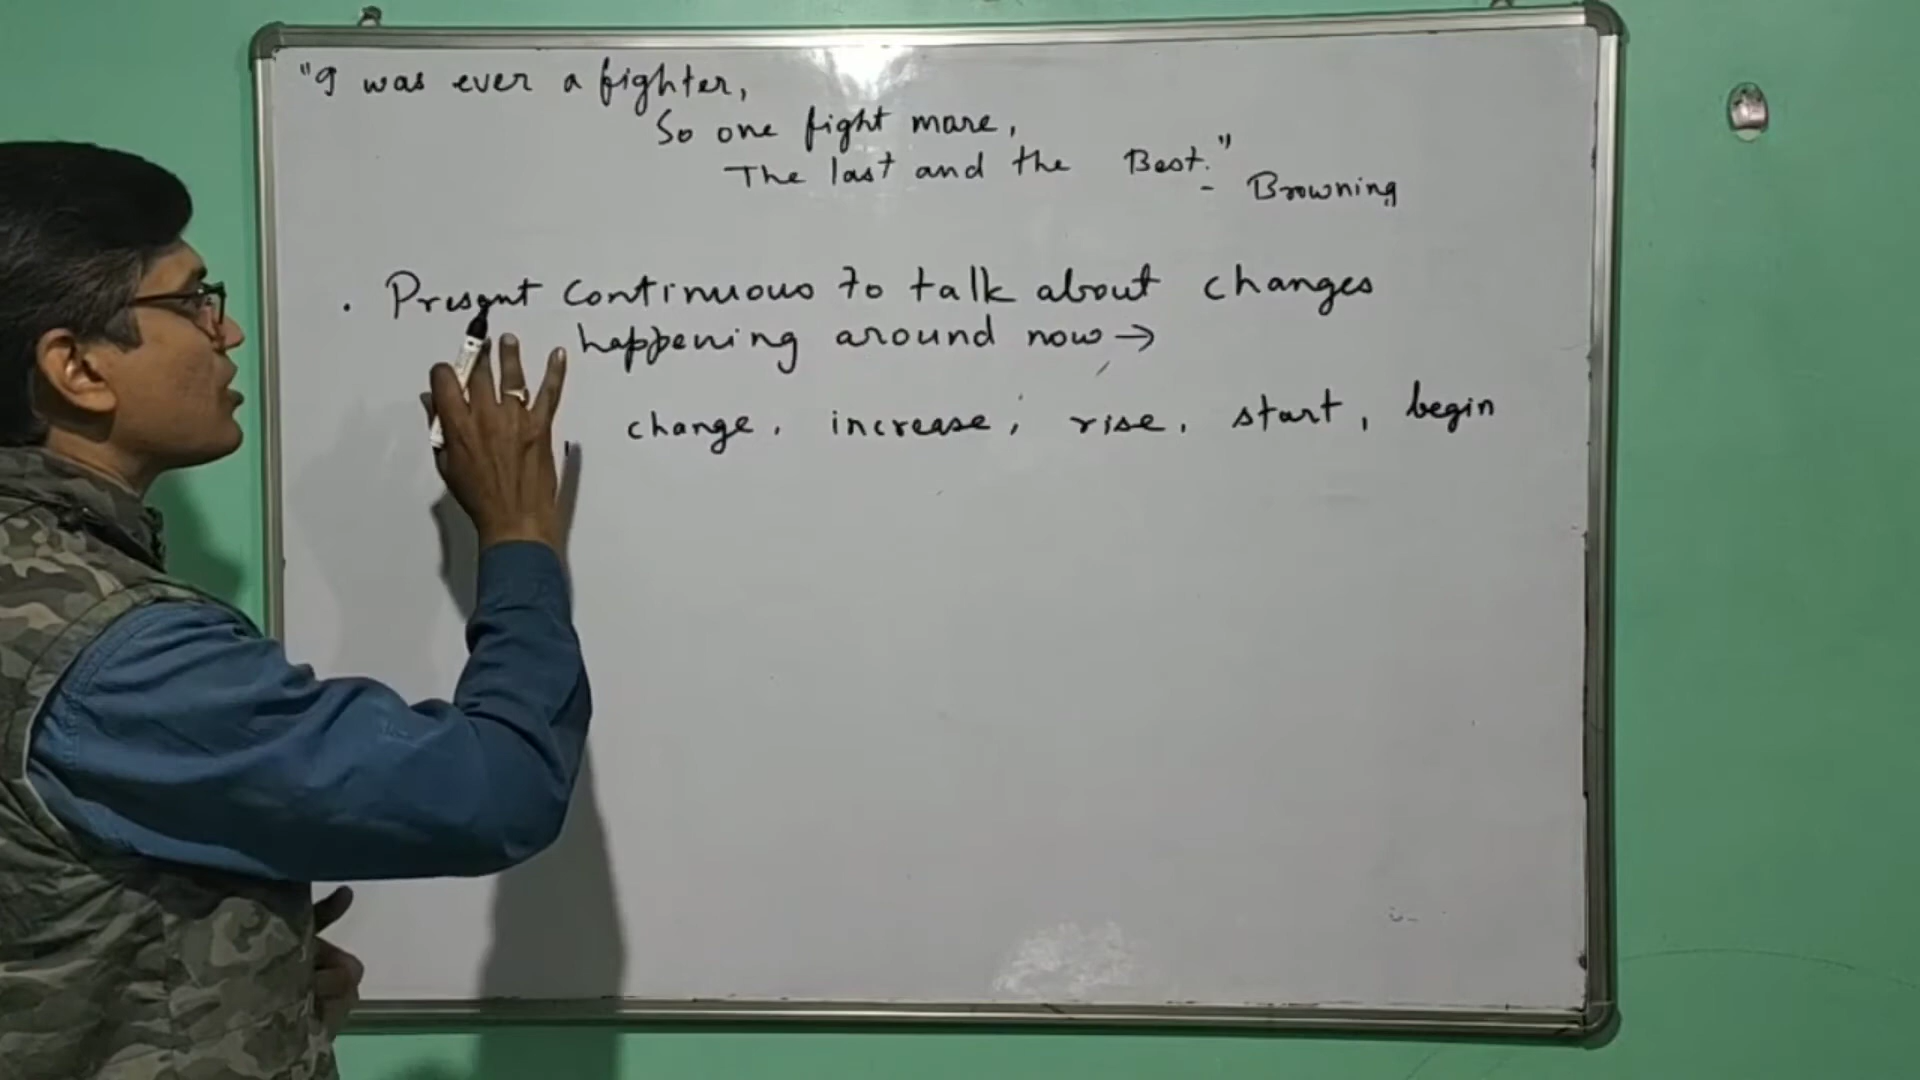 "I was ever a fighter,
So one fight more,
The last and the Best."
- Browning
. Present continuous to talk about changes
happening around now →
change, increase, rise, start, begin